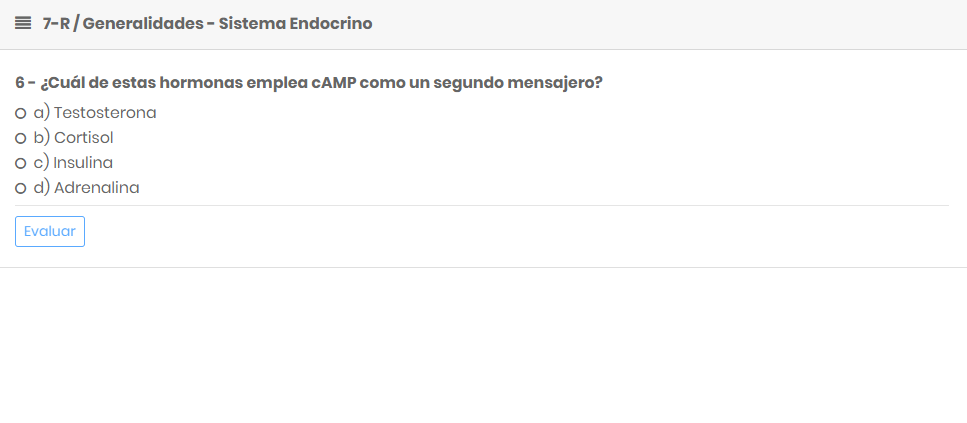 7-R / Generalidades - Sistema Endocrino
6 - ¿Cuál de estas hormonas emplea cAMP como un segundo mensajero?
a) Testosterona
b) Cortisol
c) Insulina
d) Adrenalina
Evaluar